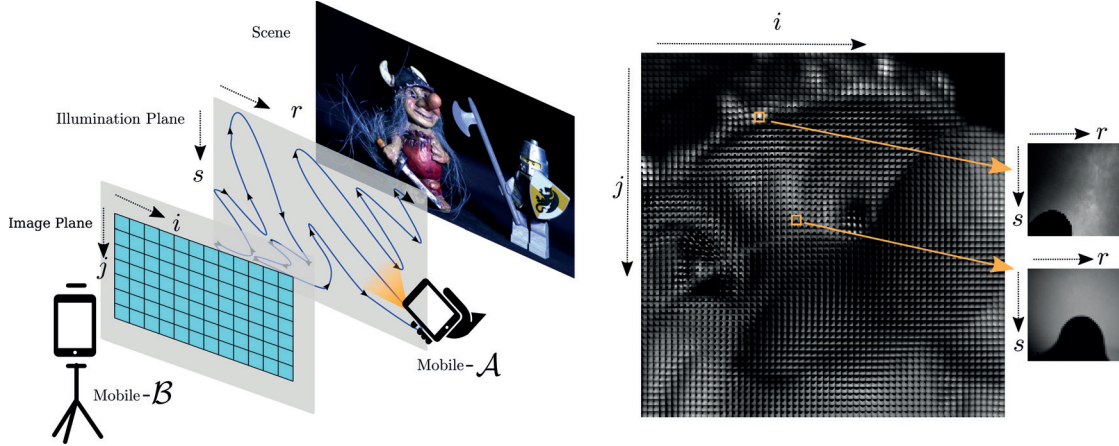 Scene
Illumination Plane
r
s
Image Plane
i
j
Mobile-A
Mobile-B
i
j
r
s
r
s